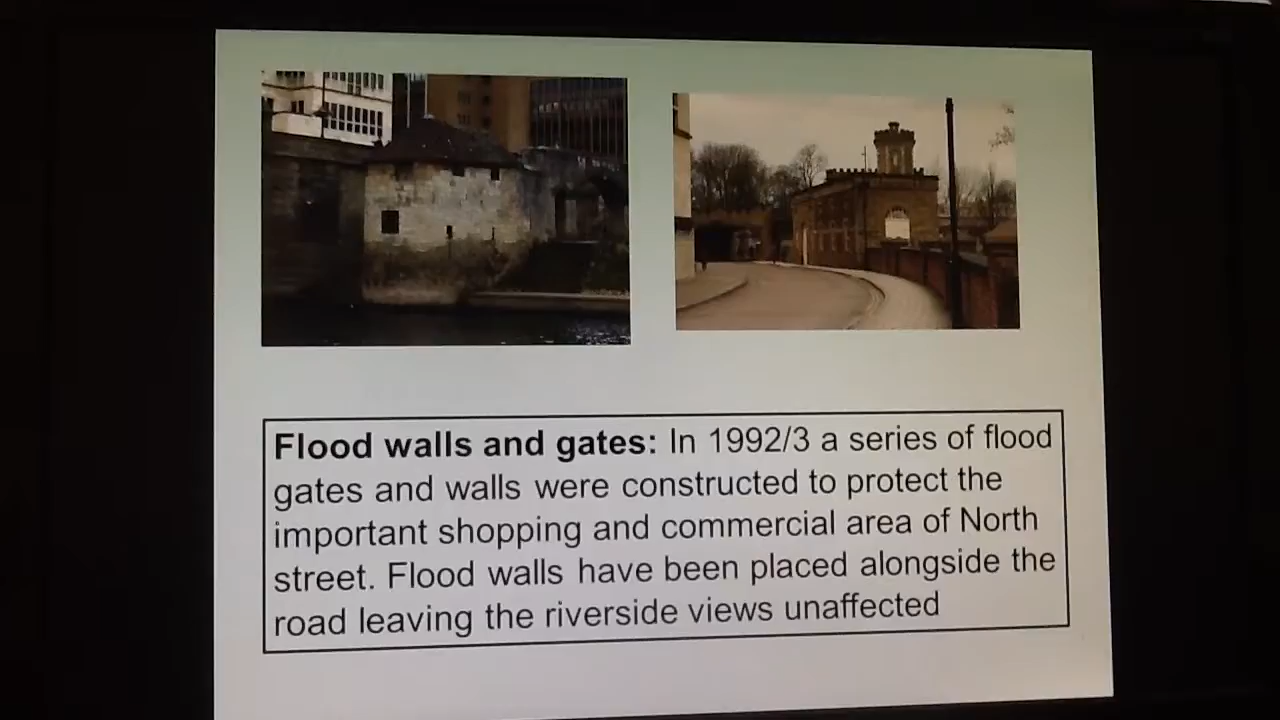 Flood walls and gates: In 1992/3 a series of flood
gates and walls were constructed to protect the
important shopping and commercial area of North
street. Flood walls have been placed alongside the
road leaving the riverside views unaffected